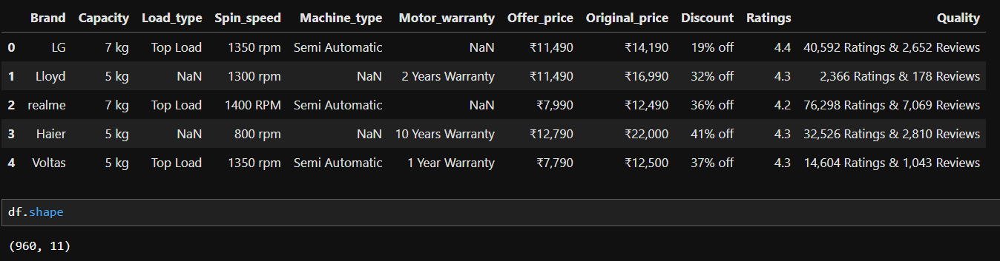 Brand Capacity Load_type Spin_speed Machine_type Motor_warranty Offer_price Original_price Discount Ratings Quality
0 LG 7 kg Top Load 1350 rpm Semi Automatic NaN ₹11,490 ₹14,190 19% off 4.4 40,592 Ratings & 2,652 Reviews
1 Lloyd 5 kg NaN 1300 rpm NaN 2 Years Warranty ₹11,490 ₹16,990 32% off 4.3 2,366 Ratings & 178 Reviews
2 realme 7 kg Top Load 1400 RPM Semi Automatic NaN ₹7,990 ₹12,490 36% off 4.2 76,298 Ratings & 7,069 Reviews
3 Haier 5 kg NaN 800 rpm NaN 10 Years Warranty ₹12,790 ₹22,000 41% off 4.3 32,526 Ratings & 2,810 Reviews
4 Voltas 5 kg Top Load 1350 rpm Semi Automatic 1 Year Warranty ₹7,790 ₹12,500 37% off 4.3 14,604 Ratings & 1,043 Reviews
df.shape
(960, 11)